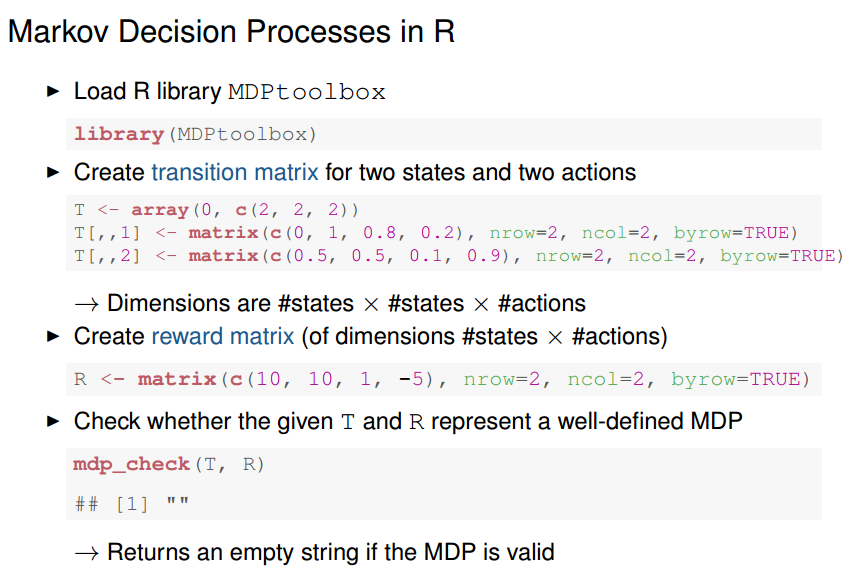 Markov Decision Processes in R
► Load R library MDPtoolbox
library(MDPtoolbox)
► Create transition matrix for two states and two actions
T <- array(0, c(2, 2, 2))
T[,,1] <- matrix(c(0, 1, 0.8, 0.2), nrow=2, ncol=2, byrow=TRUE)
T[,,2] <- matrix(c(0.5, 0.5, 0.1, 0.9), nrow=2, ncol=2, byrow=TRUE)
→ Dimensions are #states × #states × #actions
► Create reward matrix (of dimensions #states × #actions)
R <- matrix(c(10, 10, 1, -5), nrow=2, ncol=2, byrow=TRUE)
► Check whether the given T and R represent a well-defined MDP
mdp_check(T, R)
## [1] ""
→ Returns an empty string if the MDP is valid